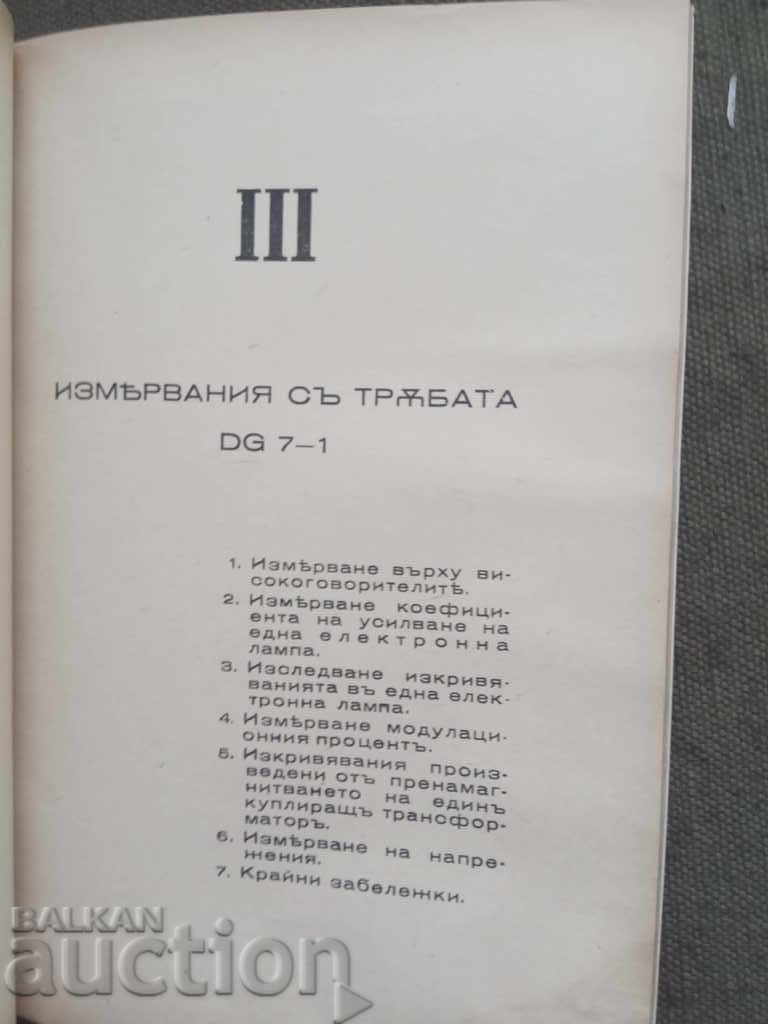 III
ИЗМѢРВАНИЯ СЪ ТРѪБАТА
DG 7–1
1. Измѣрване върху ви-
сокоговорителитѣ.
2. Измѣрване коефици-
ента на усилване на
една електронна
лампа.
3. Изследване изкривя-
ванията въ една елек-
тронна лампа.
4. Измѣрване модулаци-
онния процентъ.
5. Изкривявания произ-
ведени отъ пренамаг-
нитването на единъ
куплиращъ трансфор-
маторъ.
6. Измѣрване на напре-
жения.
7. Крайни забележки.
BALKAN
auction